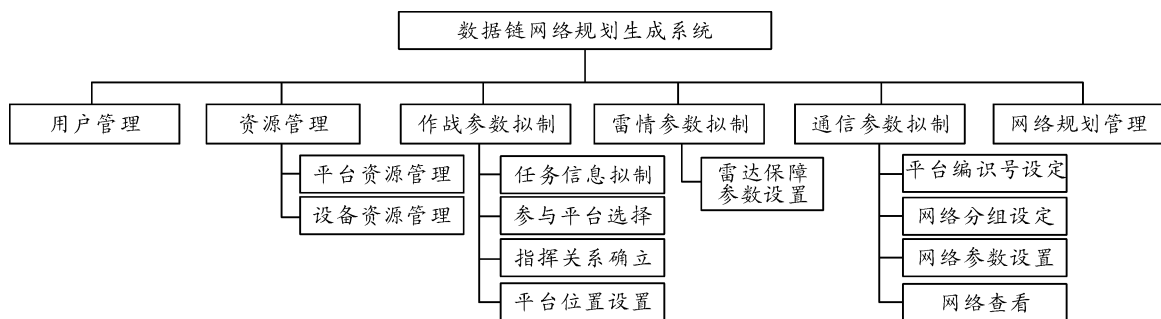 数据链网络规划生成系统
用户管理
资源管理
作战参数拟制
雷情参数拟制
通信参数拟制
网络规划管理
平台资源管理
设备资源管理
任务信息拟制
参与平台选择
指挥关系确立
平台位置设置
雷达保障
参数设置
平台编识号设定
网络分组设定
网络参数设置
网络查看